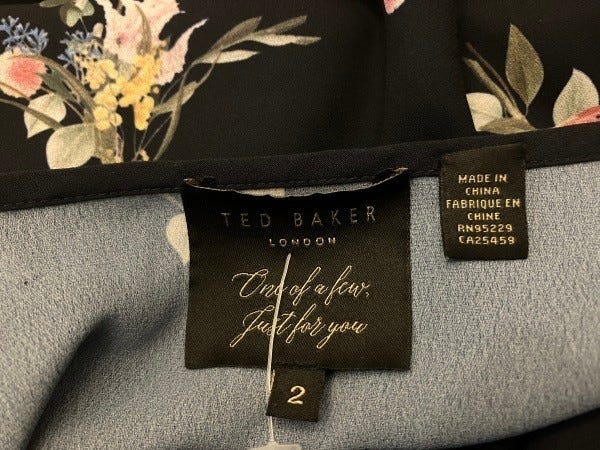 TED BAKER
LONDON
One of a few,
Just for you
2
MADE IN
CHINA
FABRIQUE EN
CHINE
RN95229
CA25459